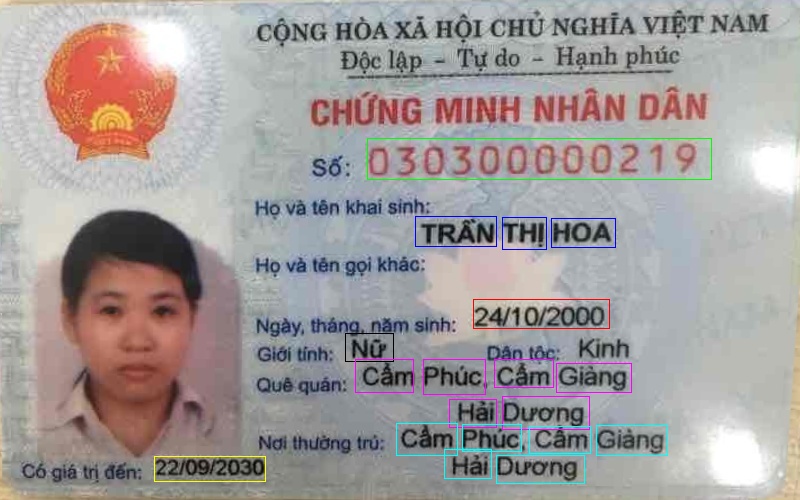 CỘNG HÒA XÃ HỘI CHỦ NGHĨA VIỆT NAM
Độc lập - Tự do - Hạnh phúc
CHỨNG MINH NHÂN DÂN
Số: 030300000219
Họ và tên khai sinh:
TRẦN THỊ HOA
Họ và tên gọi khác:
Ngày, tháng, năm sinh: 24/10/2000
Giới tính: Nữ Dân tộc: Kinh
Quê quán: Cẩm Phúc, Cẩm Giàng
Hải Dương
Nơi thường trú: Cẩm Phúc, Cẩm Giàng
Hải Dương
Có giá trị đến: 22/09/2030